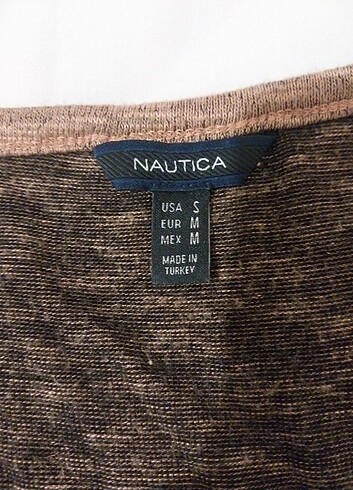 NAUTICA
USA S
EUR M
MEX M
MADE IN
TURKEY